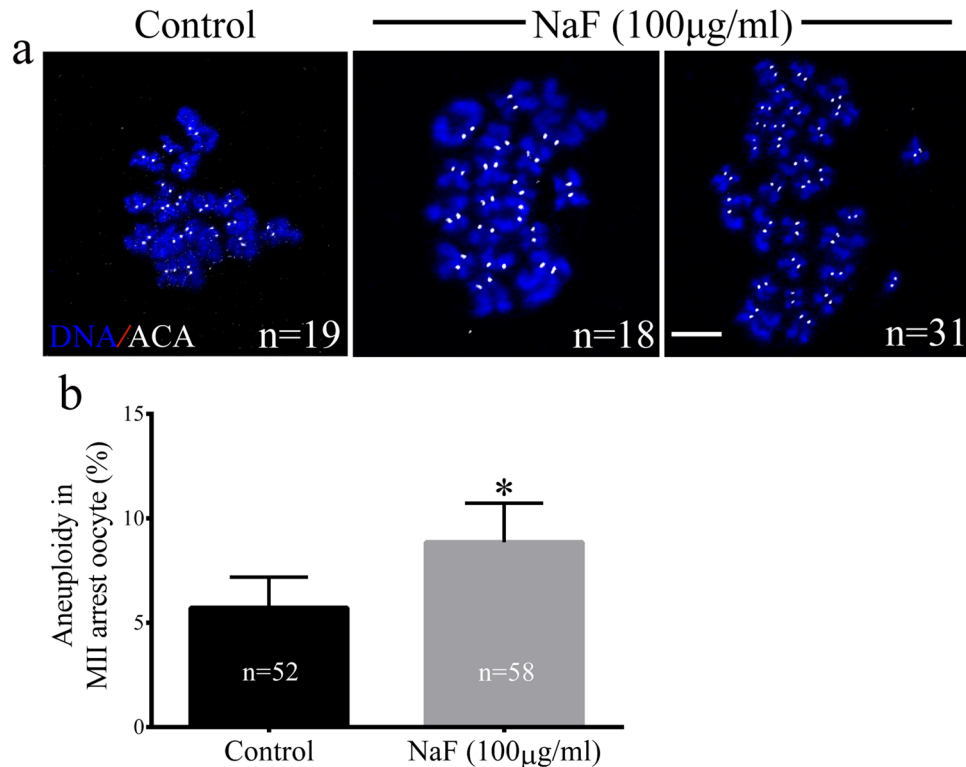 Control
NaF (100μg/ml)
a
DNA/ACA
n=19
n=18
n=31
b
Aneuploidy in
MII arrest oocyte (%)
15
10
5
0
*
n=52
n=58
Control
NaF (100μg/ml)